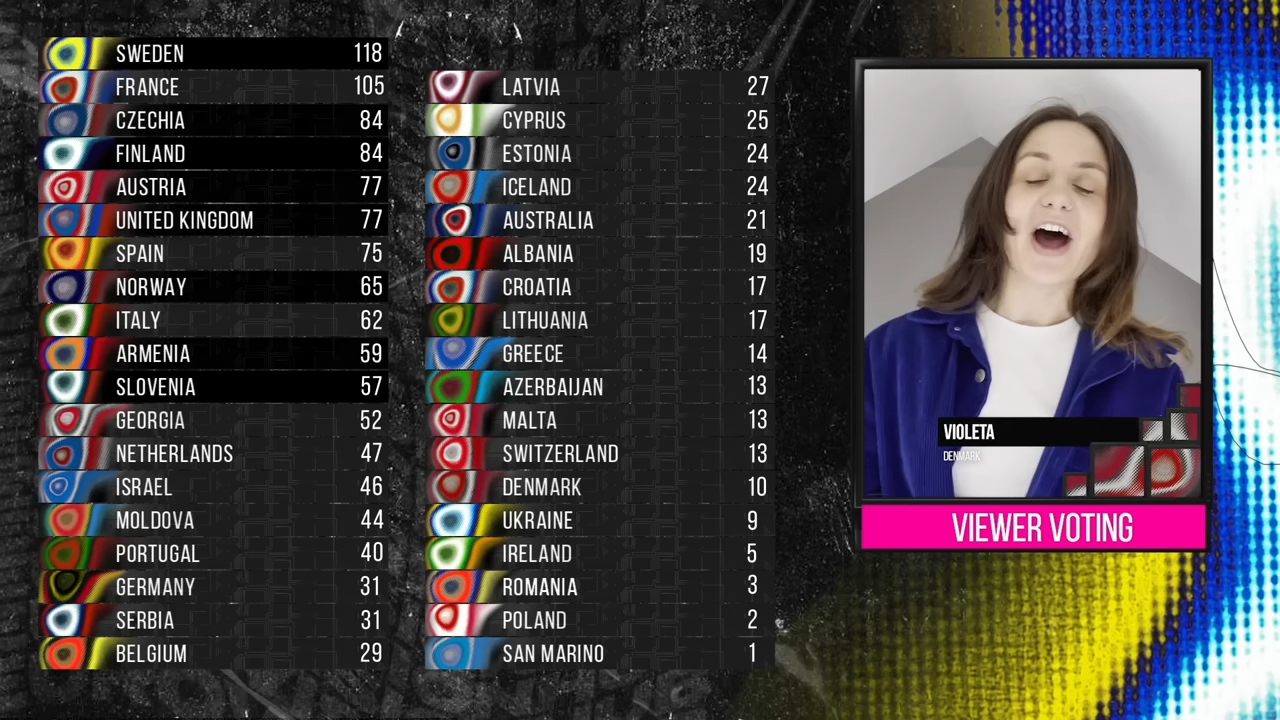 SWEDEN 118
FRANCE 105
CZECHIA 84
FINLAND 84
AUSTRIA 77
UNITED KINGDOM 77
SPAIN 75
NORWAY 65
ITALY 62
ARMENIA 59
SLOVENIA 57
GEORGIA 52
NETHERLANDS 47
ISRAEL 46
MOLDOVA 44
PORTUGAL 40
GERMANY 31
SERBIA 31
BELGIUM 29
LATVIA 27
CYPRUS 25
ESTONIA 24
ICELAND 24
AUSTRALIA 21
ALBANIA 19
CROATIA 17
LITHUANIA 17
GREECE 14
AZERBAIJAN 13
MALTA 13
SWITZERLAND 13
DENMARK 10
UKRAINE 9
IRELAND 5
ROMANIA 3
POLAND 2
SAN MARINO 1
VIOLETA
DENMARK
VIEWER VOTING